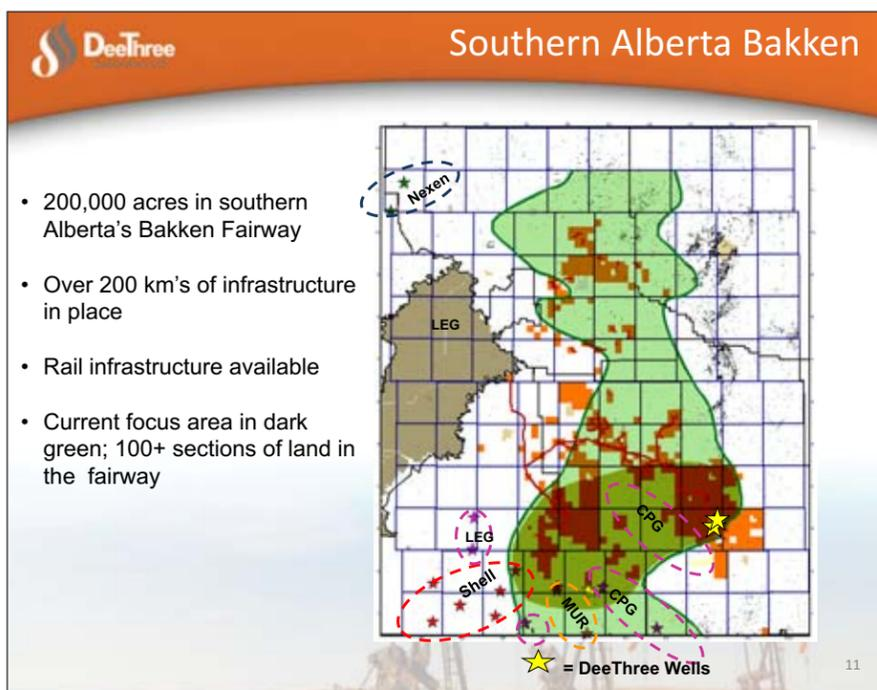 DeeThree
Southern Alberta Bakken
• 200,000 acres in southern
Alberta's Bakken Fairway
• Over 200 km's of infrastructure
in place
• Rail infrastructure available
• Current focus area in dark
green; 100+ sections of land in
the fairway
Nexen
LEG
CPG
LEG
Shell
MUR
CPG
= DeeThree Wells
11